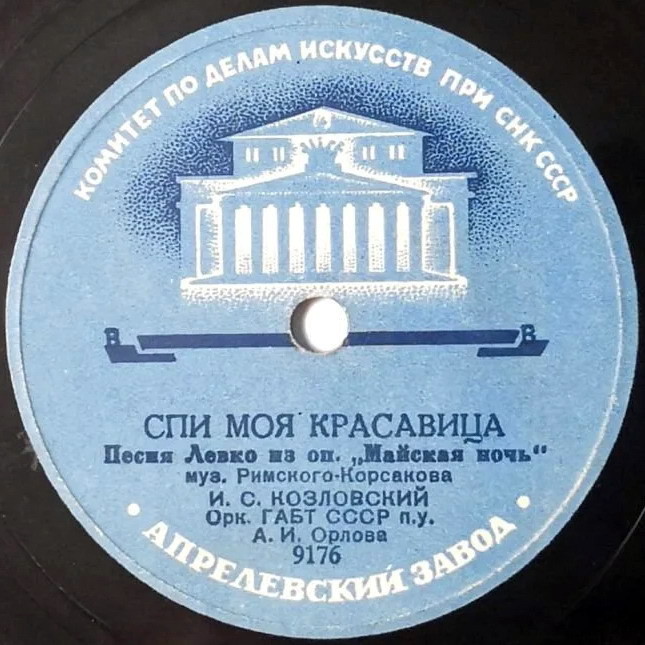 КОМИТЕТ ПО ДЕЛАМ ИСКУССТВ ПРИ СНК СССР
В В
СПИ МОЯ КРАСАВИЦА
Песня Левко из оп. „Майская ночь“
муз. Римского-Корсакова
И. С. КОЗЛОВСКИЙ
Орк. ГАБТ СССР п.у.
А. И. Орлова
9176
• АПРЕЛЕВСКИЙ ЗАВОД •